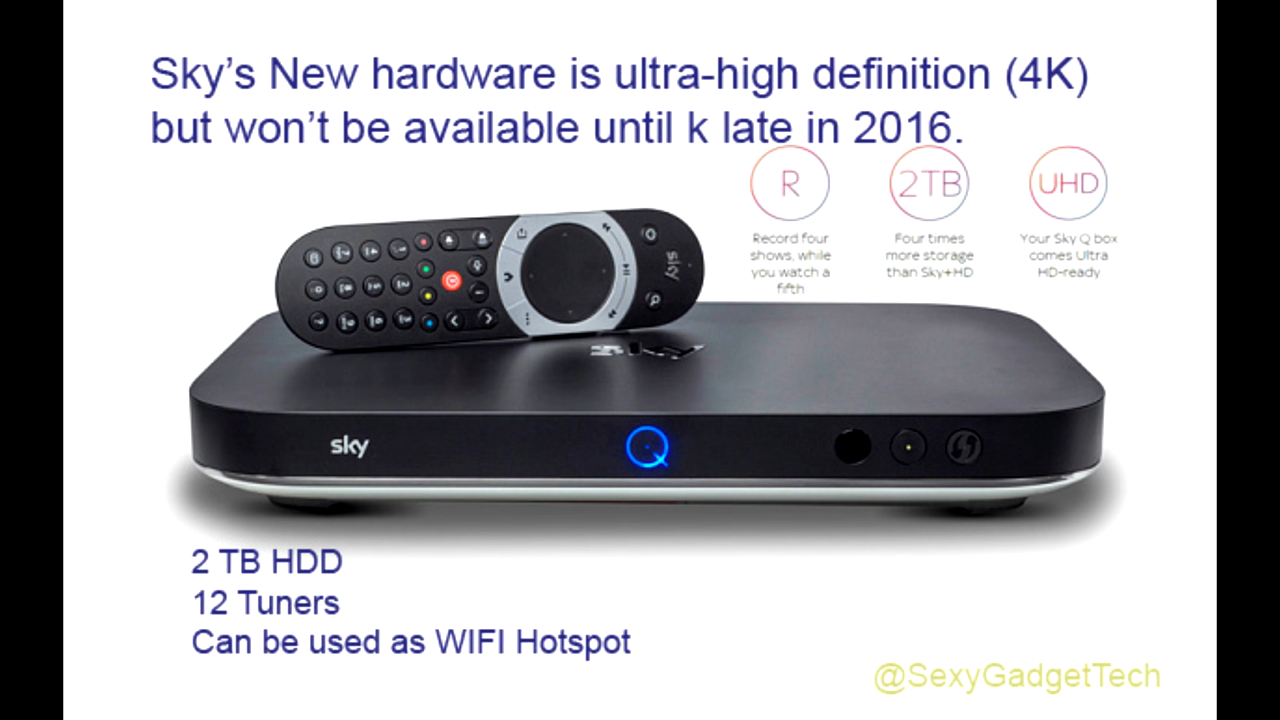 Sky’s New hardware is ultra-high definition (4K)
but won’t be available until k late in 2016.
R
2TB
UHD
Record four
shows, while
you watch a
fifth
Four times
more storage
than Sky+HD
Your Sky Q box
comes Ultra
HD-ready
sky
sky
sky
Q
2 TB HDD
12 Tuners
Can be used as WIFI Hotspot
@SexyGadgetTech